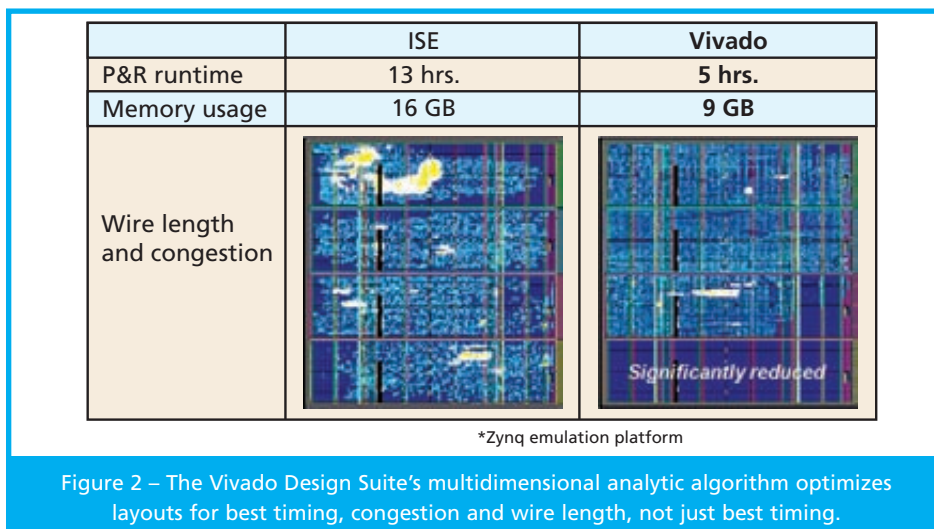 ISE Vivado
P&R runtime 13 hrs. 5 hrs.
Memory usage 16 GB 9 GB
Wire length
and congestion
Significantly reduced
*Zynq emulation platform
Figure 2 – The Vivado Design Suite’s multidimensional analytic algorithm optimizes
layouts for best timing, congestion and wire length, not just best timing.